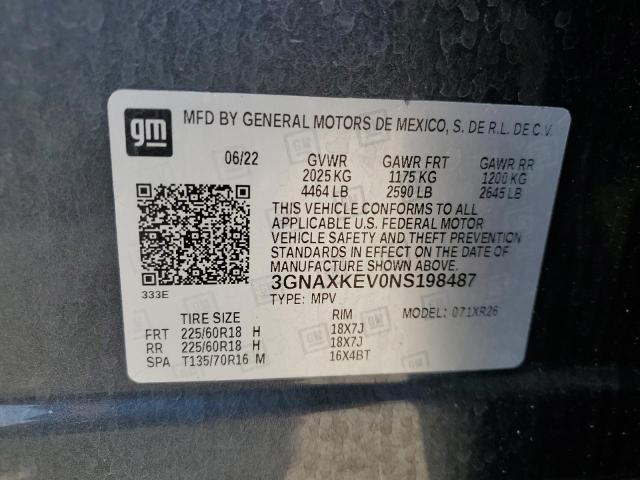 gm
MFD BY GENERAL MOTORS DE MEXICO, S. DE R.L. DE C.V.
06/22 GVWR GAWR FRT GAWR RR
2025 KG 1175 KG 1200 KG
4464 LB 2590 LB 2645 LB
THIS VEHICLE CONFORMS TO ALL
APPLICABLE U.S. FEDERAL MOTOR
VEHICLE SAFETY AND THEFT PREVENTION
STANDARDS IN EFFECT ON THE DATE OF
MANUFACTURE SHOWN ABOVE.
333E
3GNAXKEV0NS198487
TYPE: MPV MODEL: 071XR26
TIRE SIZE RIM
FRT 225/60R18 H 18X7J
RR 225/60R18 H 18X7J
SPA T135/70R16 M 16X4BT